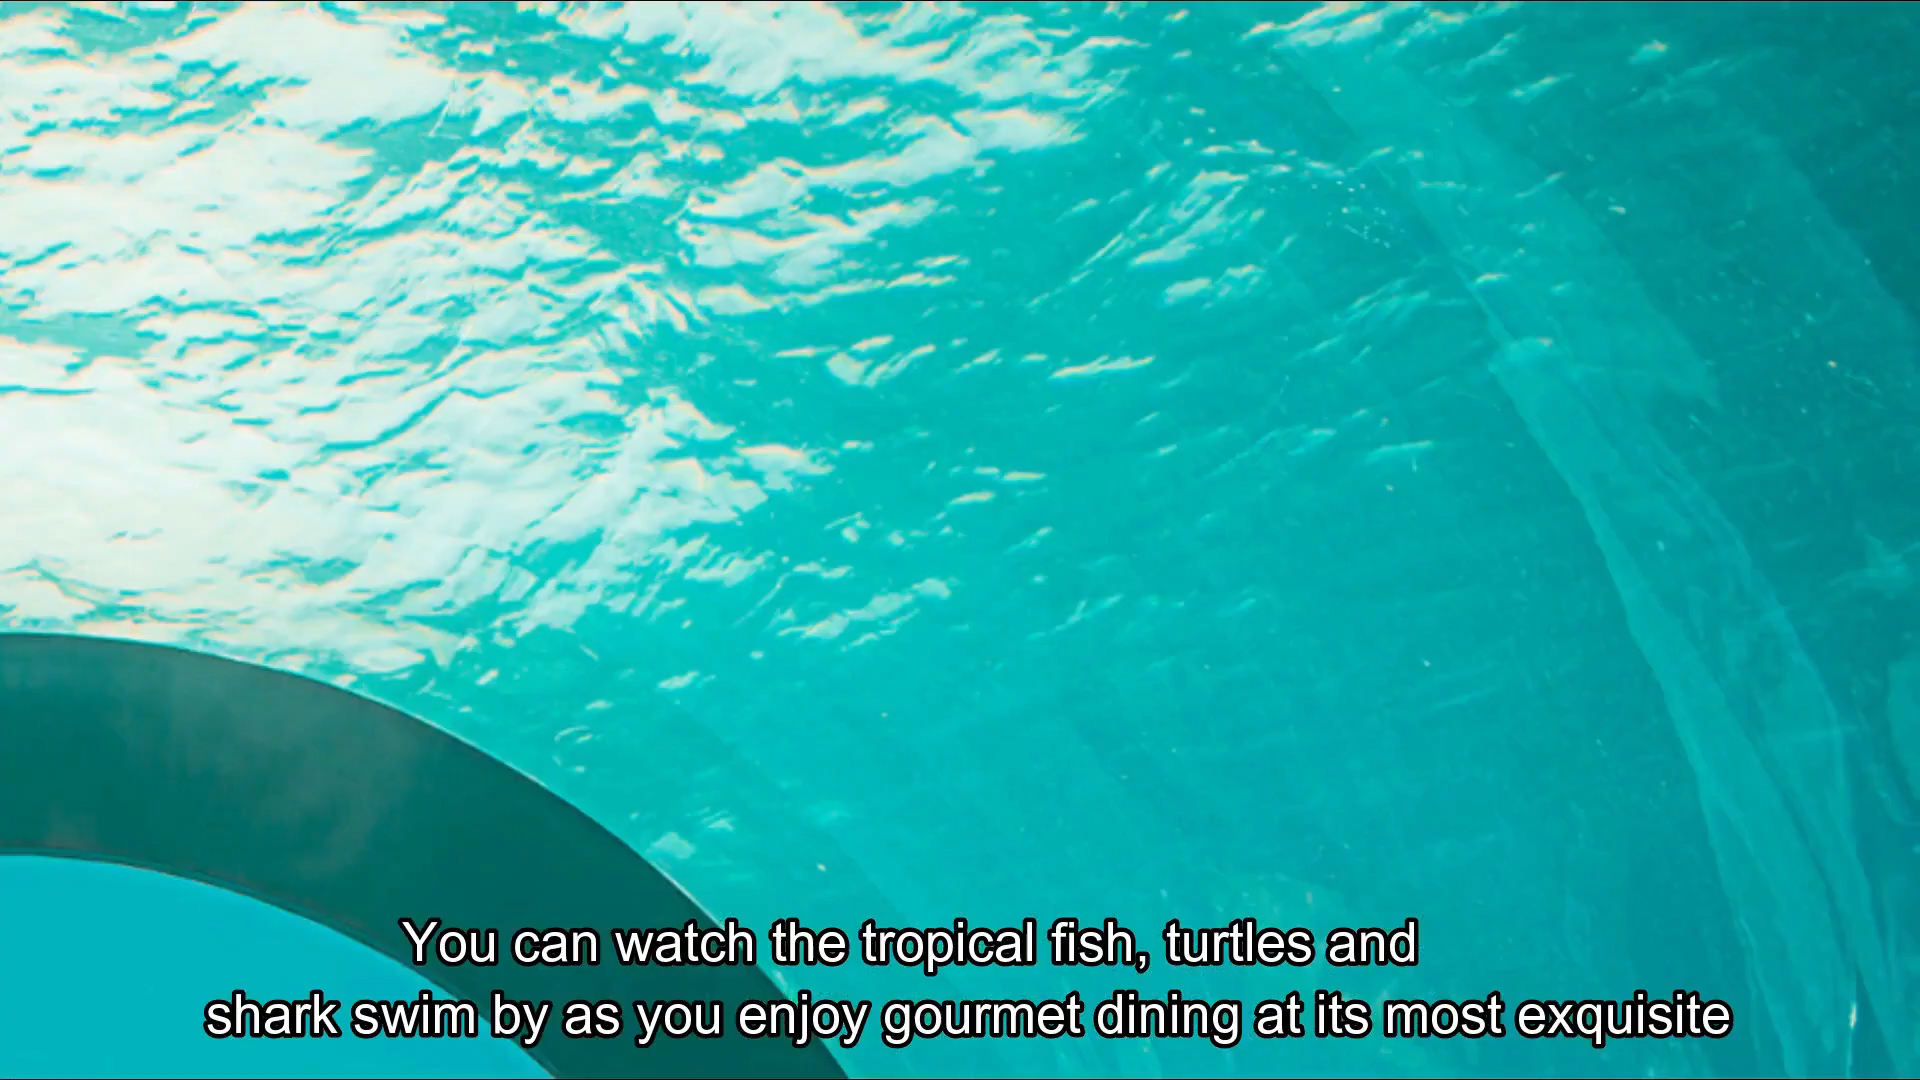 You can watch the tropical fish, turtles and
shark swim by as you enjoy gourmet dining at its most exquisite